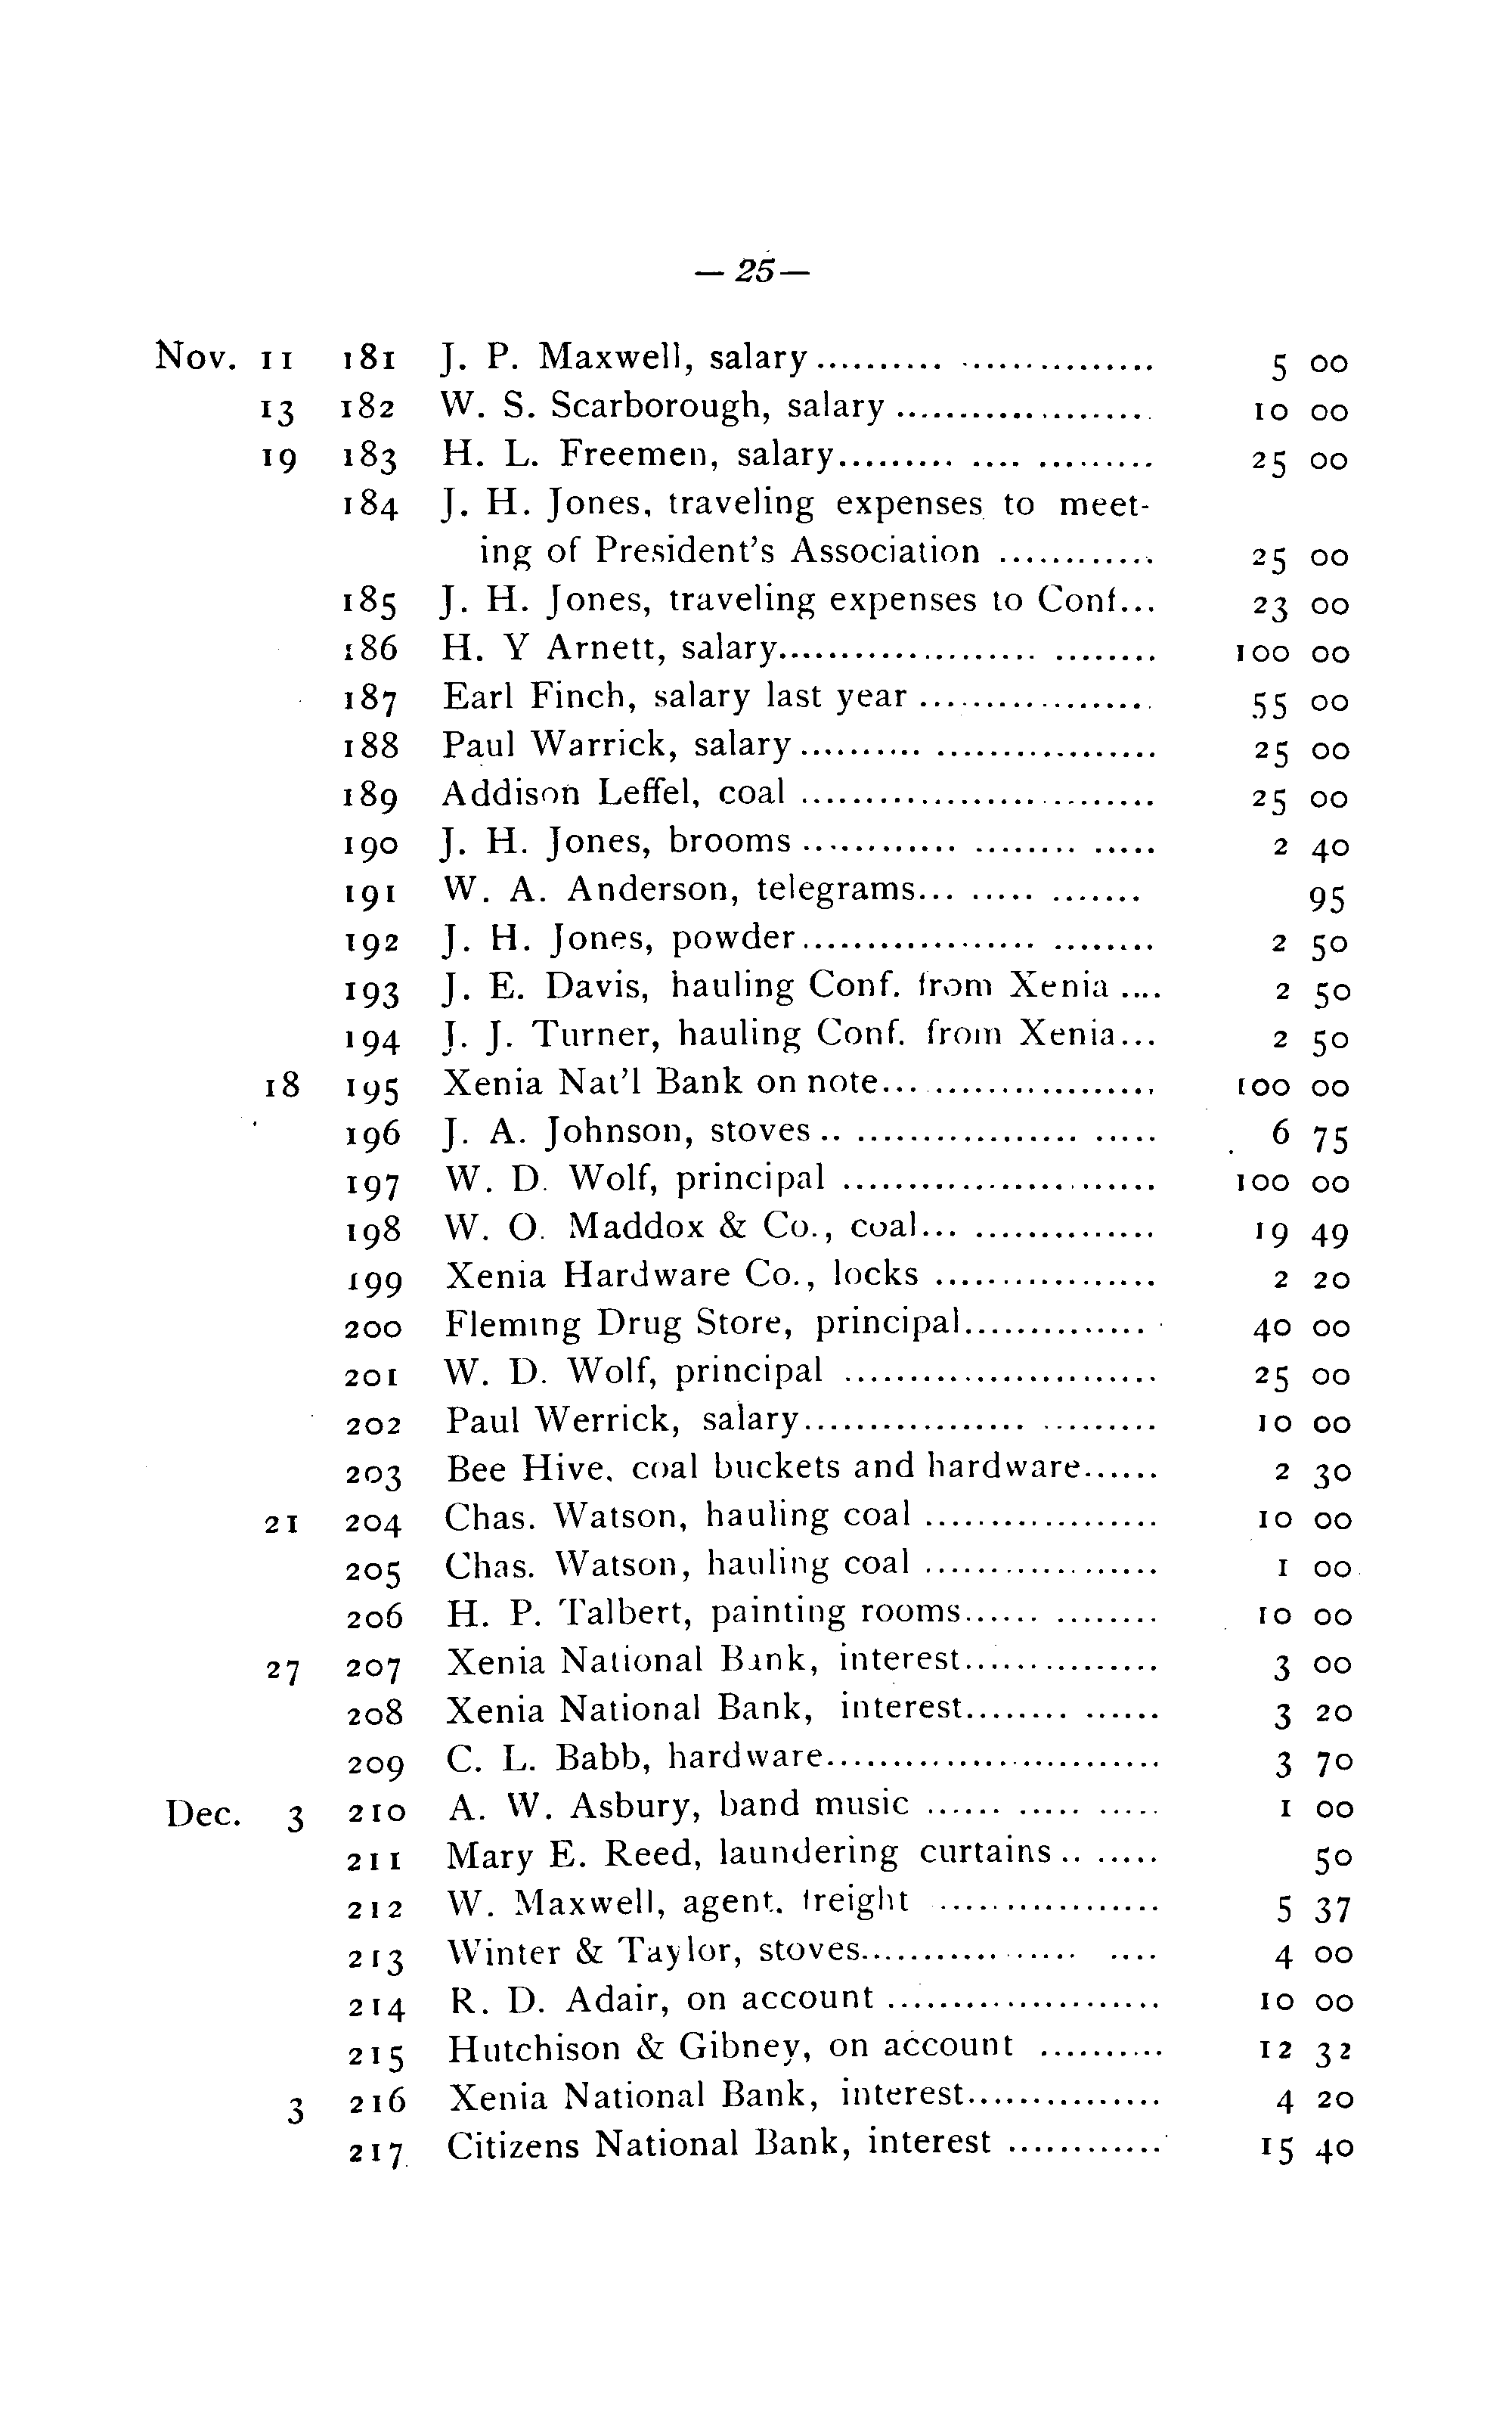 — 25 —
Nov. 11 181 J. P. Maxwell, salary .......... ............... 5 00
13 182 W. S. Scarborough, salary .................... 10 00
19 183 H. L. Freemen, salary......... .... ......... 25 00
184 J. H. Jones, traveling expenses to meet-
ing of President's Association ............ 25 00
185 J. H. Jones, traveling expenses to Conf... 23 00
186 H. Y Arnett, salary.................... ........ 100 00
187 Earl Finch, salary last year .................. 55 00
188 Paul Warrick, salary .......... ................. 25 00
189 Addison Leffel, coal ............................ 25 00
190 J. H. Jones, brooms ............ ........ ..... 2 40
191 W. A. Anderson, telegrams... ..... ....... 95
192 J. H. Jones, powder.................. ........ 2 50
193 J. E. Davis, hauling Conf. from Xenia .... 2 50
194 J. J. Turner, hauling Conf. from Xenia... 2 50
18 195 Xenia Nat'l Bank on note... .................. 100 00
196 J. A. Johnson, stoves .. ................. ..... 6 75
197 W. D. Wolf, principal ......................... 100 00
198 W. O. Maddox & Co., coal... .............. 19 49
199 Xenia Hardware Co., locks ................. 2 20
200 Fleming Drug Store, principal.............. 40 00
201 W. D. Wolf, principal ......................... 25 00
202 Paul Werrick, salary................. ......... 10 00
203 Bee Hive, coal buckets and hardware...... 2 30
21 204 Chas. Watson, hauling coal .................. 10 00
205 Chas. Watson, hauling coal .................. 1 00
206 H. P. Talbert, painting rooms...... ........ 10 00
27 207 Xenia National Bank, interest............... 3 00
208 Xenia National Bank, interest........ ...... 3 20
209 C. L. Babb, hardware.......................... 3 70
Dec. 3 210 A. W. Asbury, band music ...... ..... ..... 1 00
211 Mary E. Reed, laundering curtains .. ..... 50
212 W. Maxwell, agent, freight ................. 5 37
213 Winter & Taylor, stoves........... ...... .... 4 00
214 R. D. Adair, on account ..................... 10 00
215 Hutchison & Gibney, on account .......... 12 32
3 216 Xenia National Bank, interest............... 4 20
217 Citizens National Bank, interest ............ 15 40